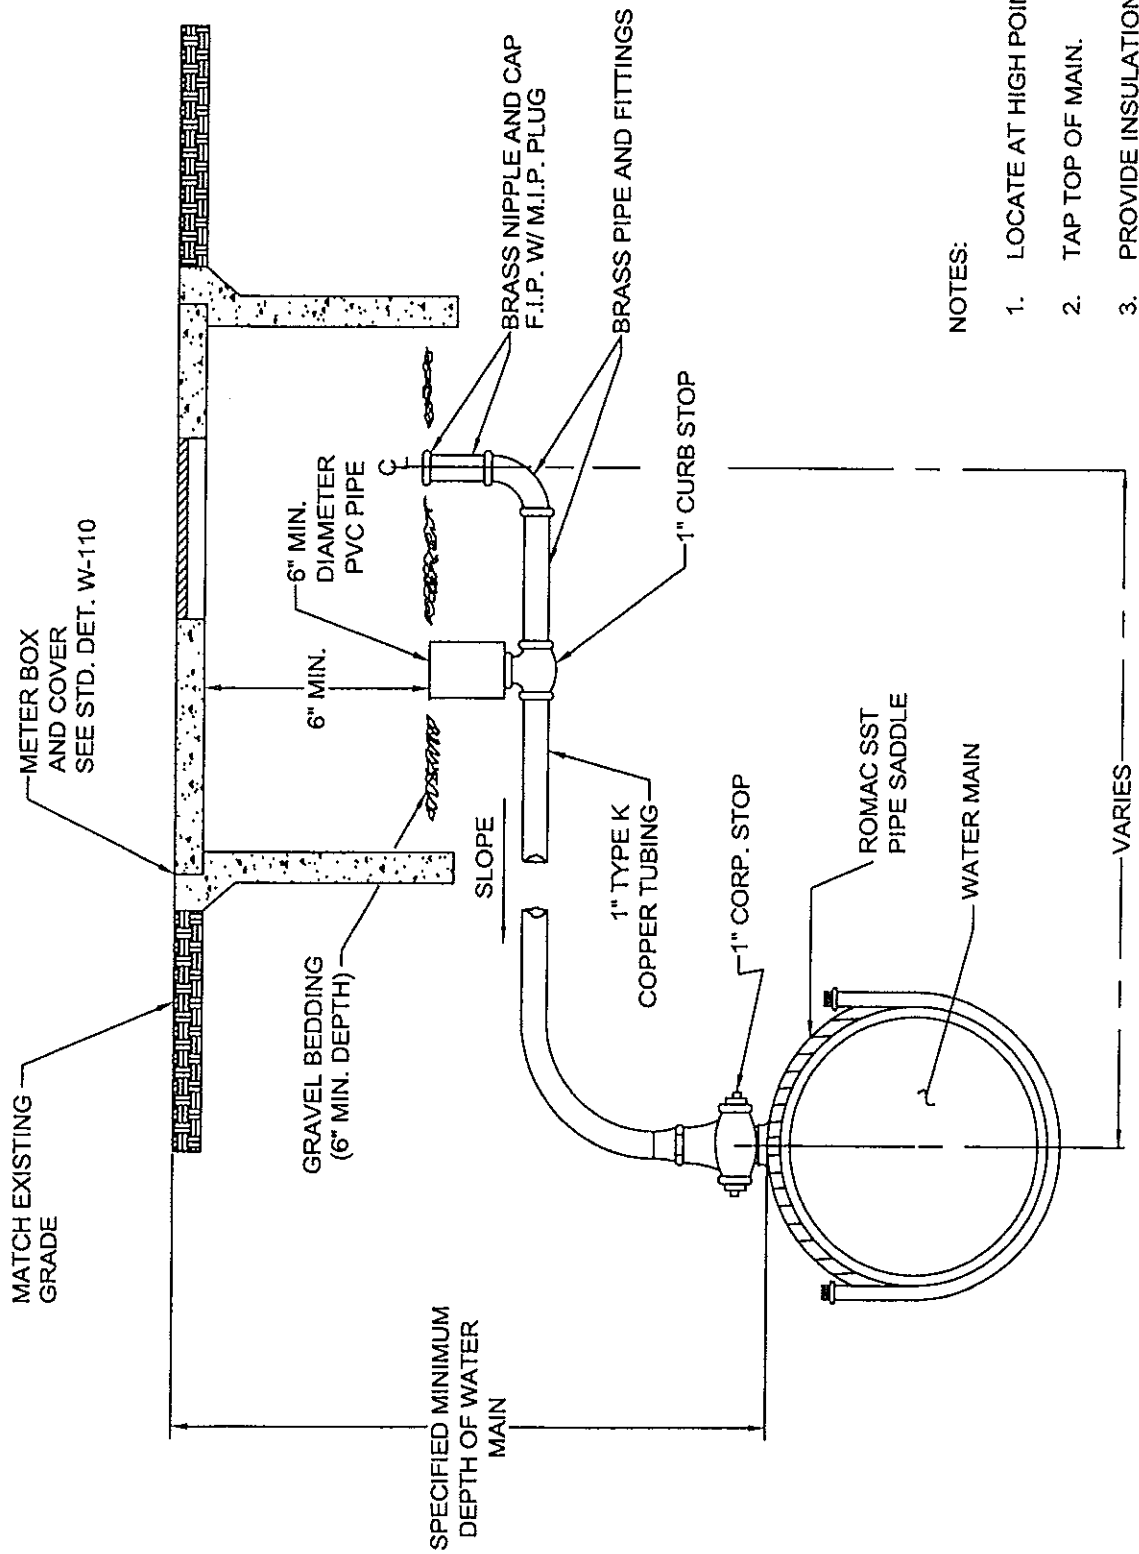 MATCH EXISTING
GRADE
METER BOX
AND COVER
SEE STD. DET. W-110
6" MIN.
6" MIN.
DIAMETER
PVC PIPE
C
L
BRASS NIPPLE AND CAP
F.I.P. W/ M.I.P. PLUG
GRAVEL BEDDING
(6" MIN. DEPTH)
SLOPE
BRASS PIPE AND FITTINGS
1" CURB STOP
1" TYPE K
COPPER TUBING
1" CORP. STOP
ROMAC SST
PIPE SADDLE
WATER MAIN
SPECIFIED MINIMUM
DEPTH OF WATER
MAIN
VARIES
NOTES:
1. LOCATE AT HIGH POIN
2. TAP TOP OF MAIN.
3. PROVIDE INSULATION